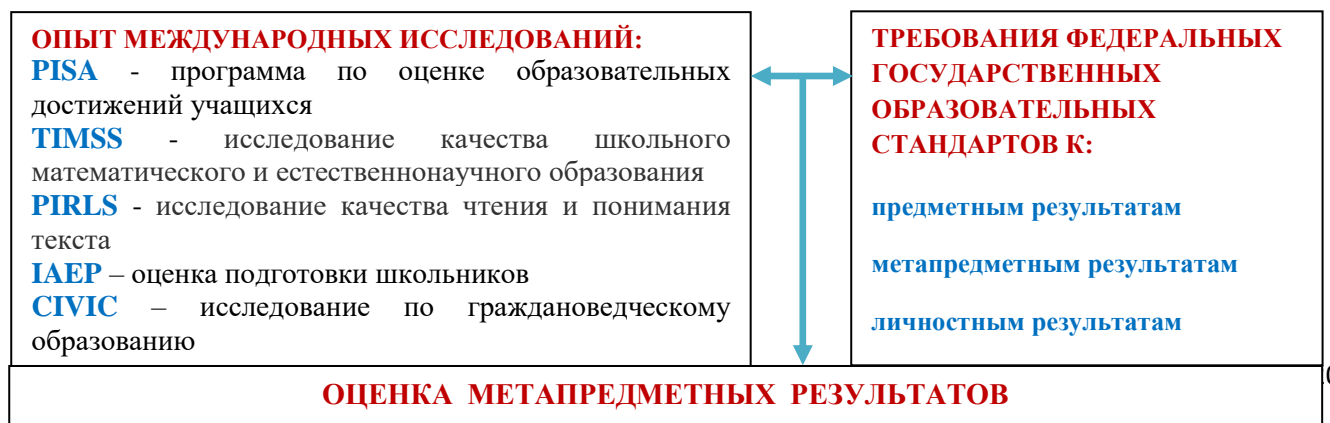 ОПЫТ МЕЖДУНАРОДНЫХ ИССЛЕДОВАНИЙ:
PISA - программа по оценке образовательных
достижений учащихся
TIMSS - исследование качества школьного
математического и естественнонаучного образования
PIRLS - исследование качества чтения и понимания
текста
IAEP – оценка подготовки школьников
CIVIC – исследование по граждановедческому
образованию
ТРЕБОВАНИЯ ФЕДЕРАЛЬНЫХ
ГОСУДАРСТВЕННЫХ
ОБРАЗОВАТЕЛЬНЫХ
СТАНДАРТОВ К:
предметным результатам
метапредметным результатам
личностным результатам
ОЦЕНКА МЕТАПРЕДМЕТНЫХ РЕЗУЛЬТАТОВ